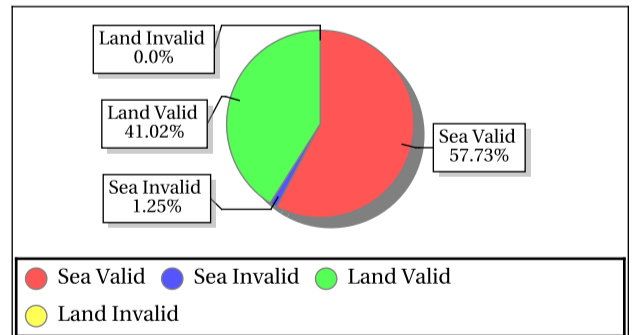 Land Invalid
0.0%
Land Valid
41.02%
Sea Valid
57.73%
Sea Invalid
1.25%
Sea Valid Sea Invalid Land Valid
Land Invalid